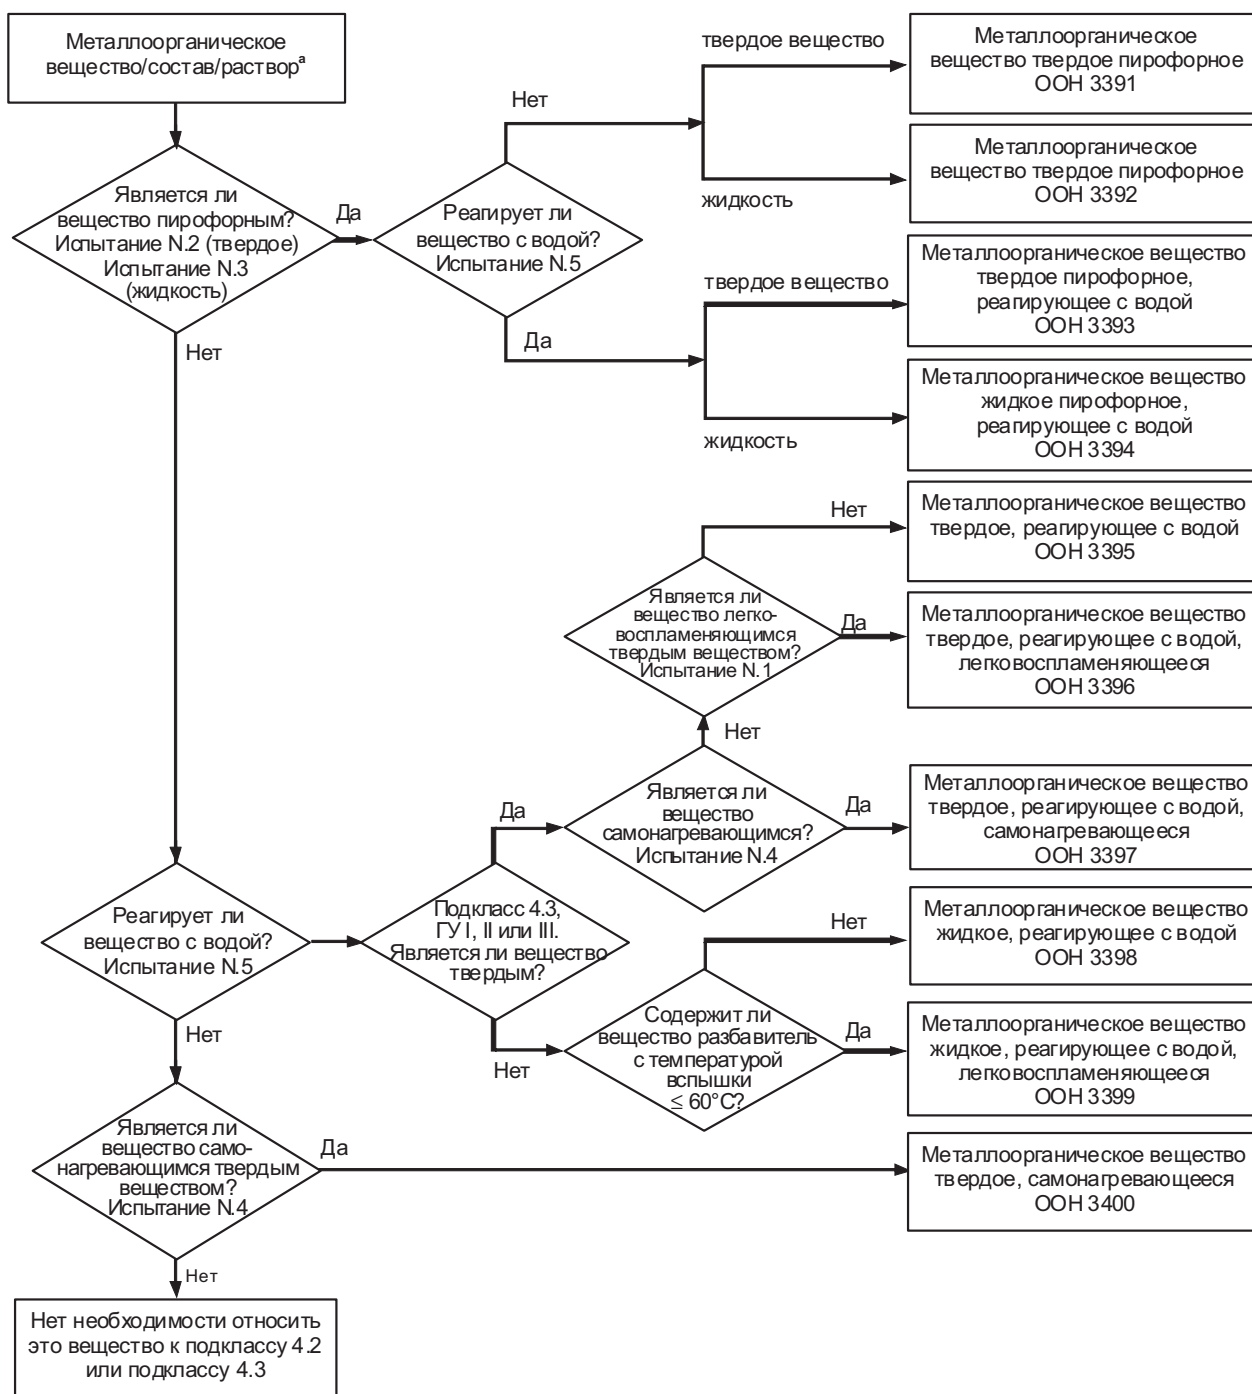 Металлоорганическое
вещество/состав/растворᵃ
Является ли
вещество пирофорным?
Испытание N.2 (твердое)
Испытание N.3
(жидкость)
Да
Нет
Реагирует ли
вещество с водой?
Испытание N.5
Нет
Да
твердое вещество
жидкость
Металлоорганическое
вещество твердое пирофорное
ООН 3391
Металлоорганическое
вещество твердое пирофорное
ООН 3392
твердое вещество
жидкость
Металлоорганическое вещество
твердое пирофорное,
реагирующее с водой
ООН 3393
Металлоорганическое вещество
жидкое пирофорное,
реагирующее с водой
ООН 3394
Нет
Металлоорганическое вещество
твердое, реагирующее с водой
ООН 3395
Является ли
вещество легко-
воспламеняющимся
твердым веществом?
Испытание N.1
Да
Металлоорганическое вещество
твердое, реагирующее с водой,
легковоспламеняющееся
ООН 3396
Нет
Является ли
вещество
самонагревающимся?
Испытание N.4
Да
Металлоорганическое вещество
твердое, реагирующее с водой,
самонагревающееся
ООН 3397
Да
Реагирует ли
вещество с водой?
Испытание N.5
Подкласс 4.3,
ГУ I, II или III.
Является ли вещество
твердым?
Нет
Металлоорганическое вещество
жидкое, реагирующее с водой
ООН 3398
Нет
Нет
Содержит ли
вещество разбавитель
с температурой
вспышки
≤ 60°C?
Да
Металлоорганическое вещество
жидкое, реагирующее с водой,
легковоспламеняющееся
ООН 3399
Является ли
вещество само-
нагревающимся твердым
веществом?
Испытание N.4
Да
Металлоорганическое вещество
твердое, самонагревающееся
ООН 3400
Нет
Нет необходимости относить
это вещество к подклассу 4.2
или подклассу 4.3